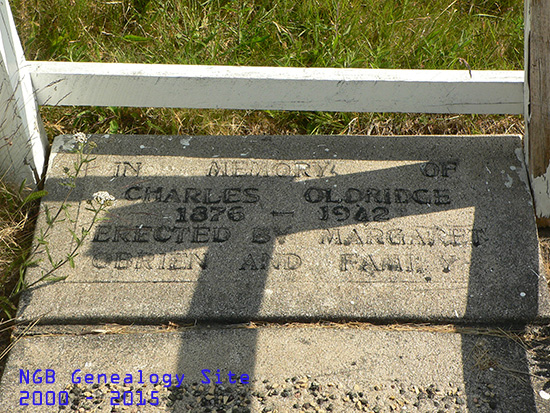 IN MEMORY OF
CHARLES OLDRIDGE
1876 - 1942
ERECTED BY MARGARET
OBRIEN AND FAMILY
NGB Genealogy Site
2000 - 2015